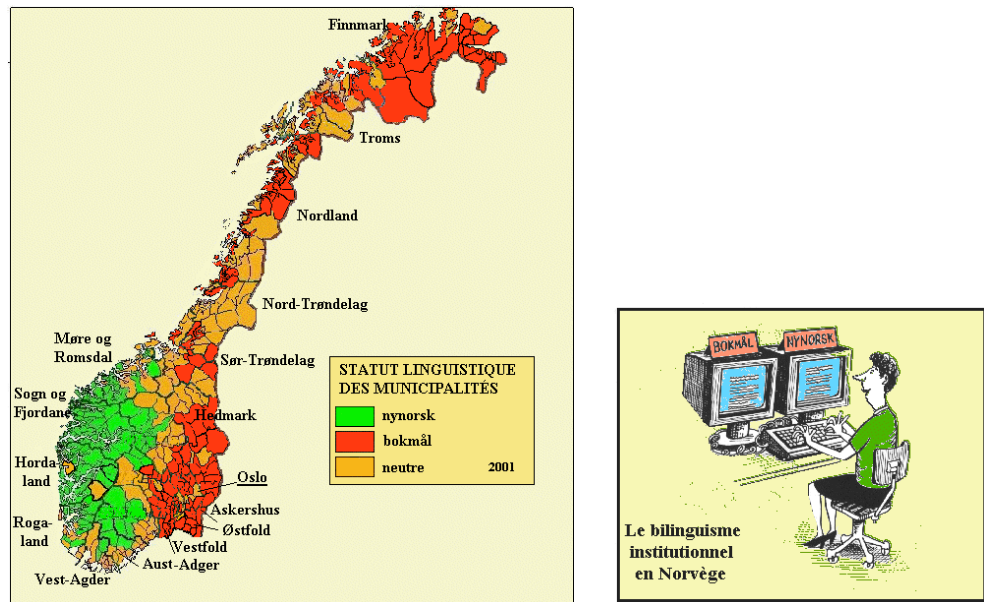 Finnmark
Troms
Nordland
Nord-Trøndelag
Møre og
Romsdal
Sør-Trøndelag
Sogn og
Fjordane
Hedmark
Horda-
land
Oslo
Askershus
Roga-
land
Østfold
Vestfold
Aust-Adger
Vest-Agder
STATUT LINGUISTIQUE
DES MUNICIPALITÉS
nynorsk
bokmål
neutre 2001
BOKMÅL NYNORSK
Le bilinguisme
institutionnel
en Norvège